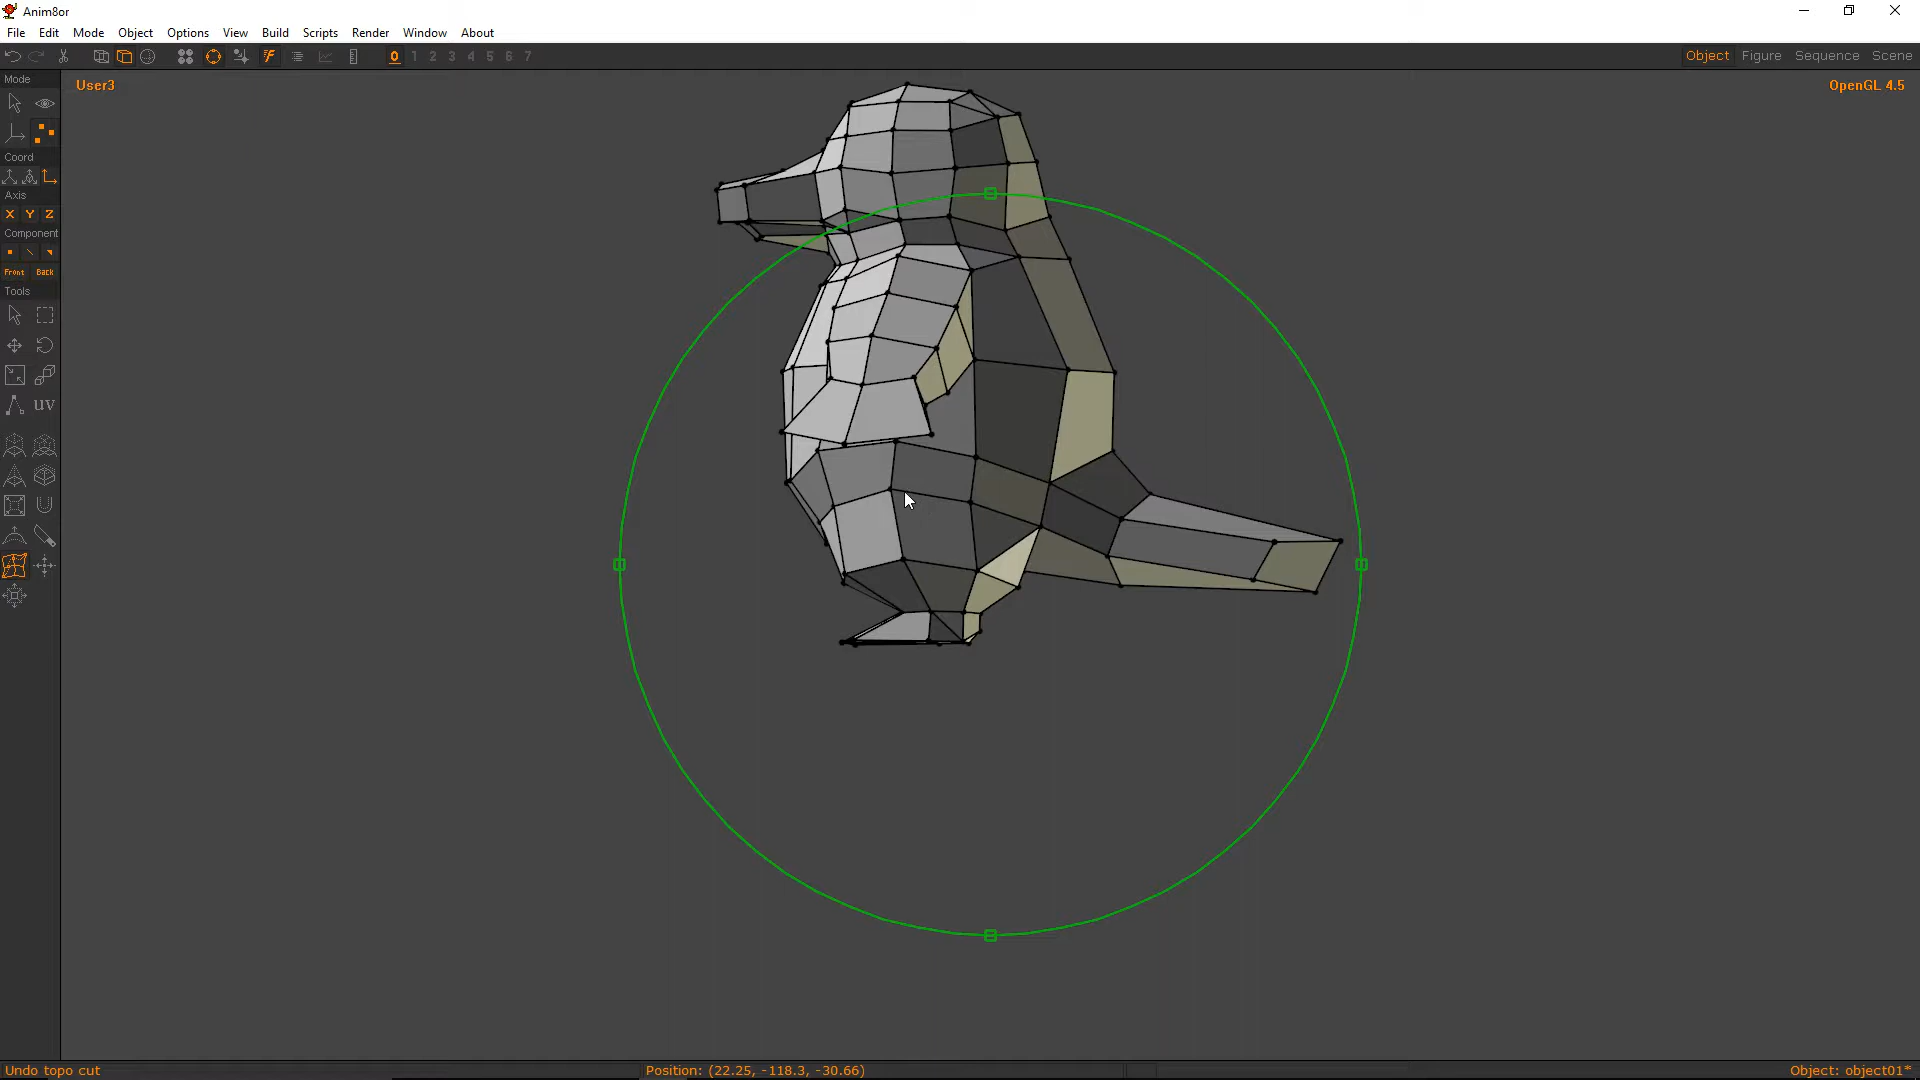 Anim8or
File Edit Mode Object Options View Build Scripts Render Window About
0 1 2 3 4 5 6 7 Object Figure Sequence Scene
Mode
User3 OpenGL 4.5
Coord
Axis
X Y Z
Component
Front Back
Tools
UV
Undo topo cut Position: (22.25, -118.3, -30.66) Object: object01*